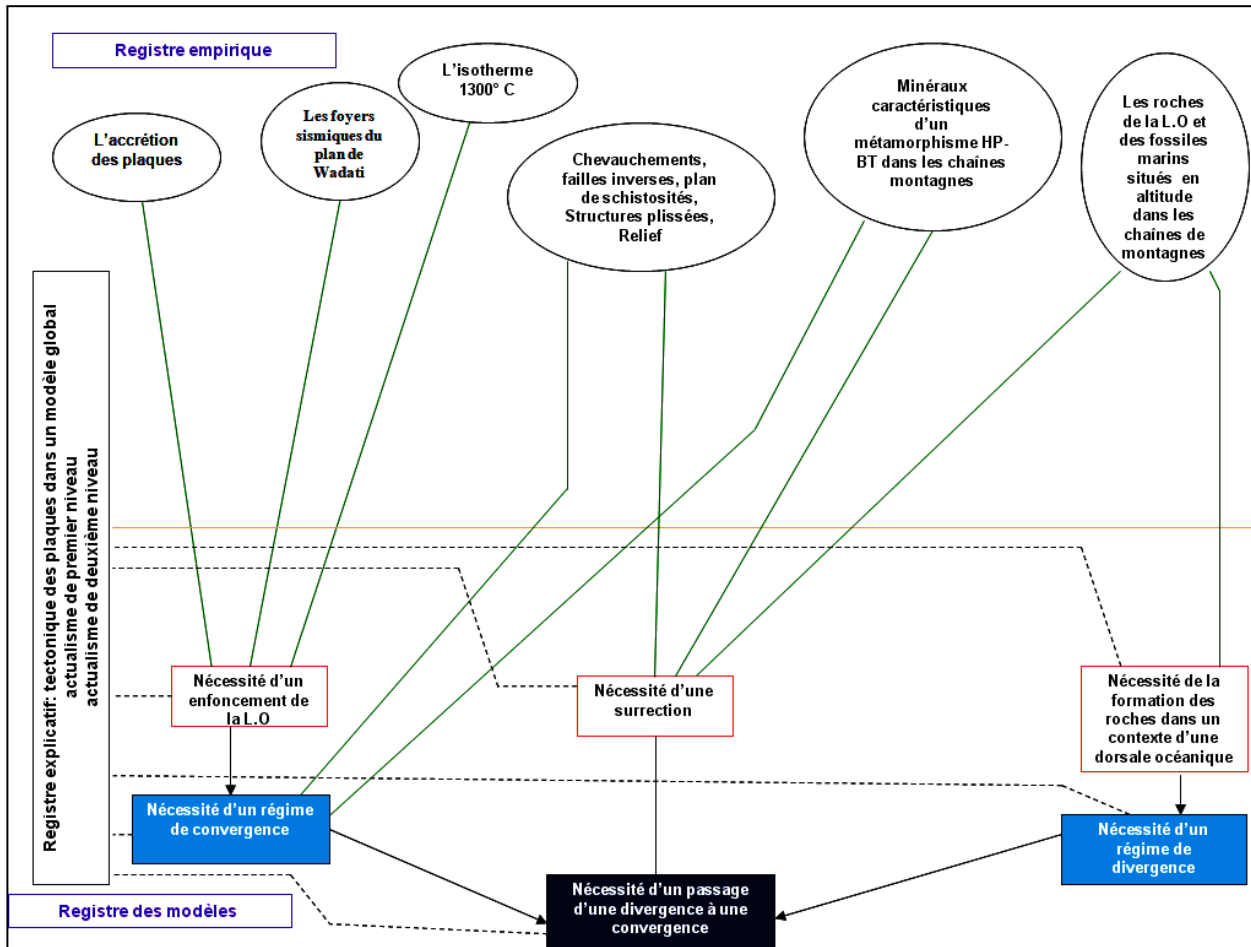 Registre empirique
L'isotherme
1300° C
L'accrétion
des plaques
Les foyers
sismiques du
plan de
Wadati
Chevauchements,
failles inverses, plan
de schistosités,
Structures plissées,
Relief
Minéraux
caractéristiques
d'un
métamorphisme HP-
BT dans les chaînes
montagnes
Les roches
de la L.O et
des fossiles
marins
situés en
altitude
dans les
chaînes de
montagnes
Registre explicatif: tectonique des plaques dans un modèle global
actualisme de premier niveau
actualisme de deuxième niveau
Nécessité d'un
enfoncement de
la L.O
Nécessité d'une
surrection
Nécessité de la
formation des
roches dans un
contexte d'une
dorsale océanique
Nécessité d'un régime
de convergence
Nécessité d'un
régime de
divergence
Nécessité d'un passage
d'une divergence à une
convergence
Registre des modèles